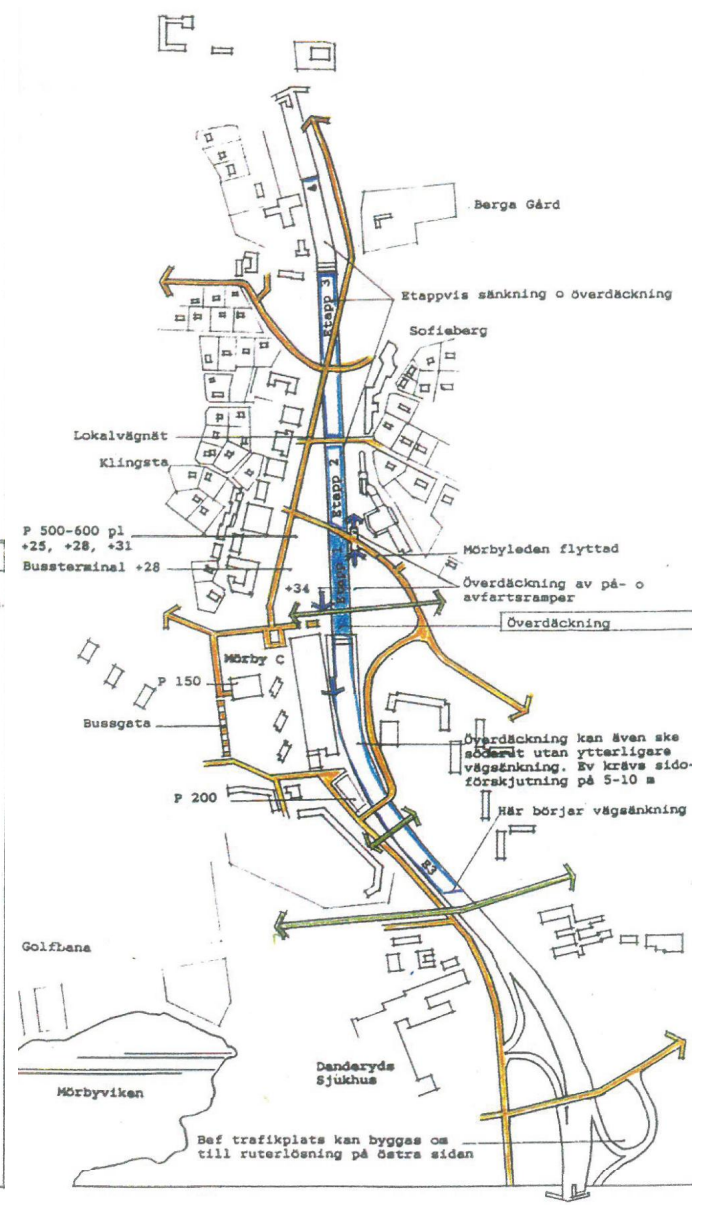 Berga Gård
4
Etapp 3
Etappvis sänkning o överdäckning
Sofieberg
Lokalvägnät
Klingsta
Etapp 2
P 500-600 pl
+25, +28, +31
Bussterminal +28
Mörbyleden flyttad
Etapp 1
+34
Överdäckning av på- o
avfartsramper
Överdäckning
Mörby C
P 150
Bussgata
Överdäckning kan även ske
söderut utan ytterligare
vägsänkning. Ev krävs sido-
förskjutning på 5-10 m
P 200
Här börjar vägsänkning
E3
Golfbana
Danderyds
Sjukhus
Mörbyviken
Bef trafikplats kan byggas om
till ruterlösning på östra sidan